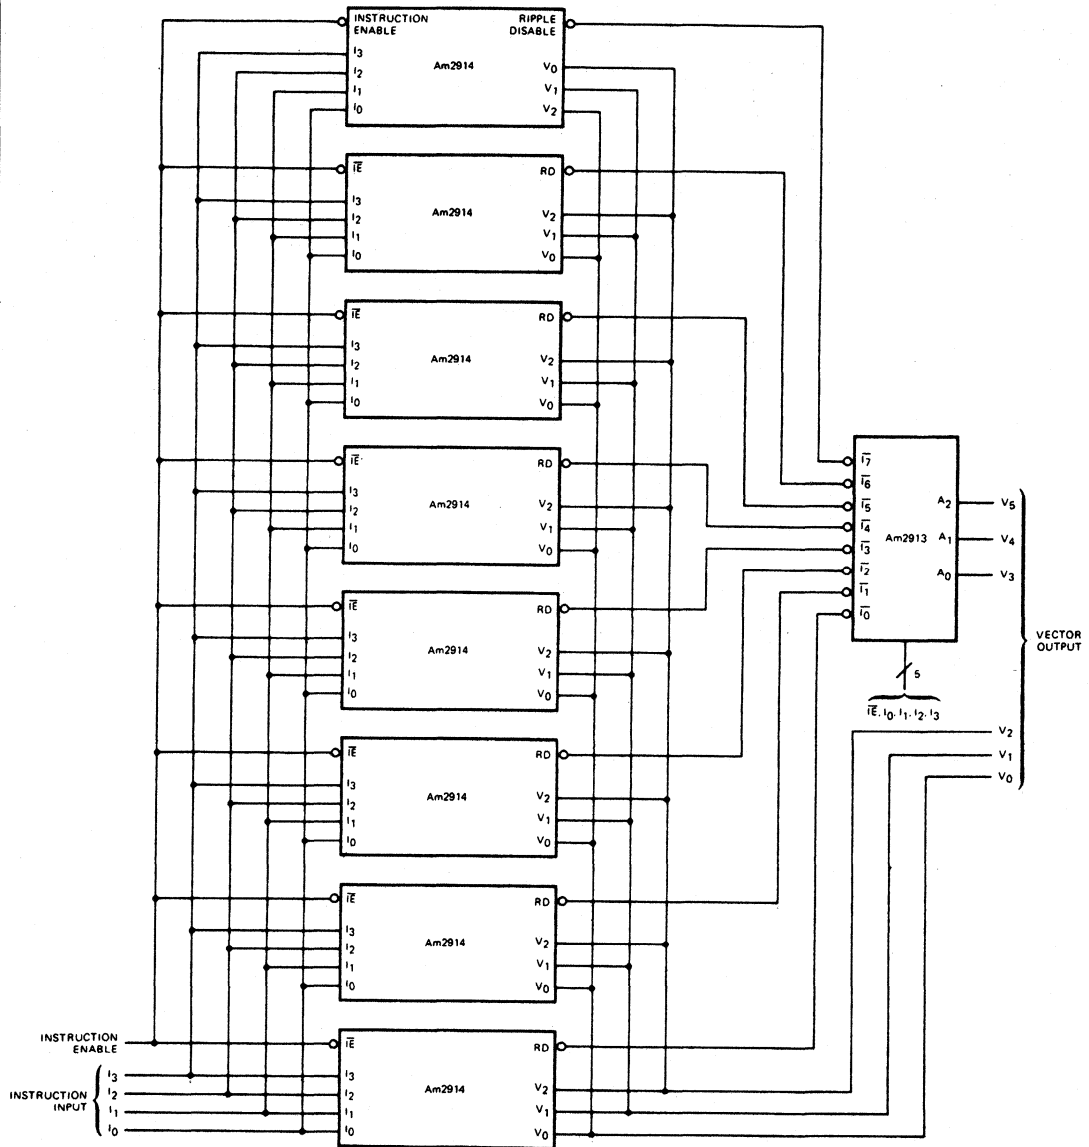 INSTRUCTION ENABLE
RIPPLE DISABLE
I3
I2
I1
I0
Am2914
V0
V1
V2
IE
RD
I3
I2
I1
I0
Am2914
V2
V1
V0
IE
RD
I3
I2
I1
I0
Am2914
V2
V1
V0
IE
RD
I3
I2
I1
I0
Am2914
V2
V1
V0
IE
RD
I3
I2
I1
I0
Am2914
V2
V1
V0
IE
RD
I3
I2
I1
I0
Am2914
V2
V1
V0
IE
RD
I3
I2
I1
I0
Am2914
V2
V1
V0
IE
RD
I3
I2
I1
I0
Am2914
V2
V1
V0
INSTRUCTION ENABLE
INSTRUCTION INPUT
I3
I2
I1
I0
I7
I6
I5
I4
I3
I2
I1
I0
Am2913
A2
A1
A0
V5
V4
V3
5
IE, I0, I1, I2, I3
V2
V1
V0
VECTOR OUTPUT